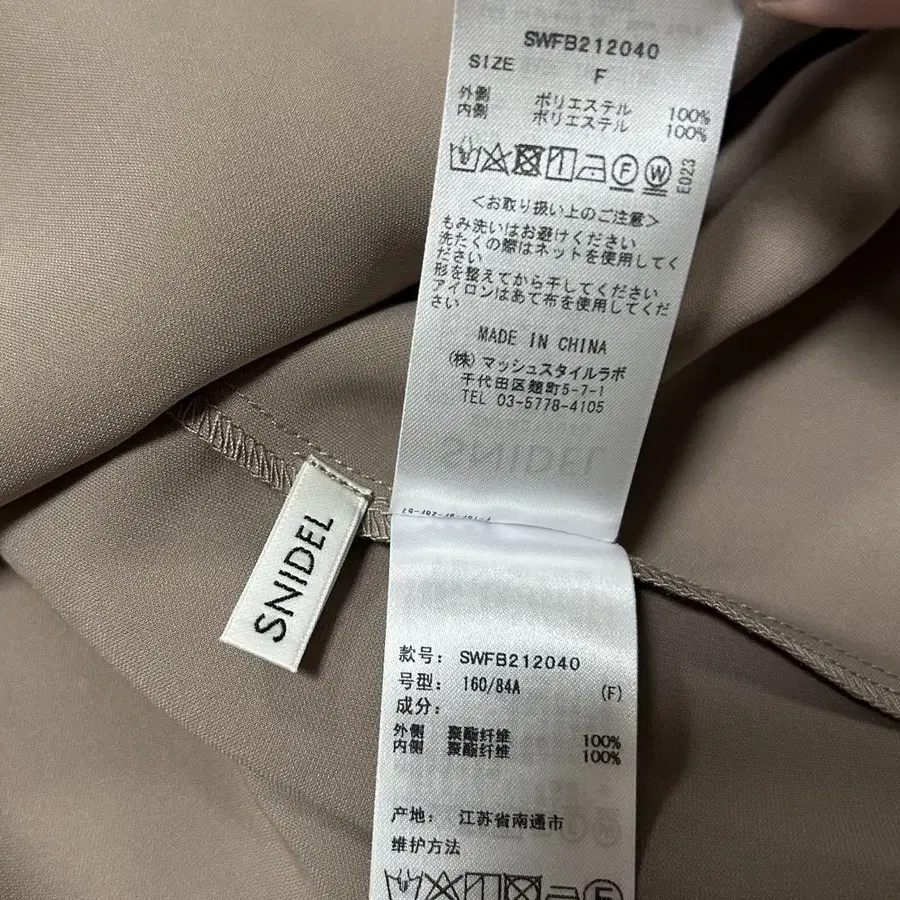 SWFB212040
SIZE F
外側 ポリエステル 100%
内側 ポリエステル 100%
F W E023
<お取り扱い上のご注意>
もみ洗いはお避けください
洗たくの際はネットを使用してく
ださい
形を整えてから干してください
アイロンはあて布を使用してくだ
さい
MADE IN CHINA
(株)マッシュスタイルラボ
千代田区麹町5-7-1
TEL 03-5778-4105
SNIDEL
SNIDEL
款号: SWFB212040
号型: 160/84A (F)
成分:
外侧 聚酯纤维 100%
内侧 聚酯纤维 100%
产地: 江苏省南通市
维护方法
F